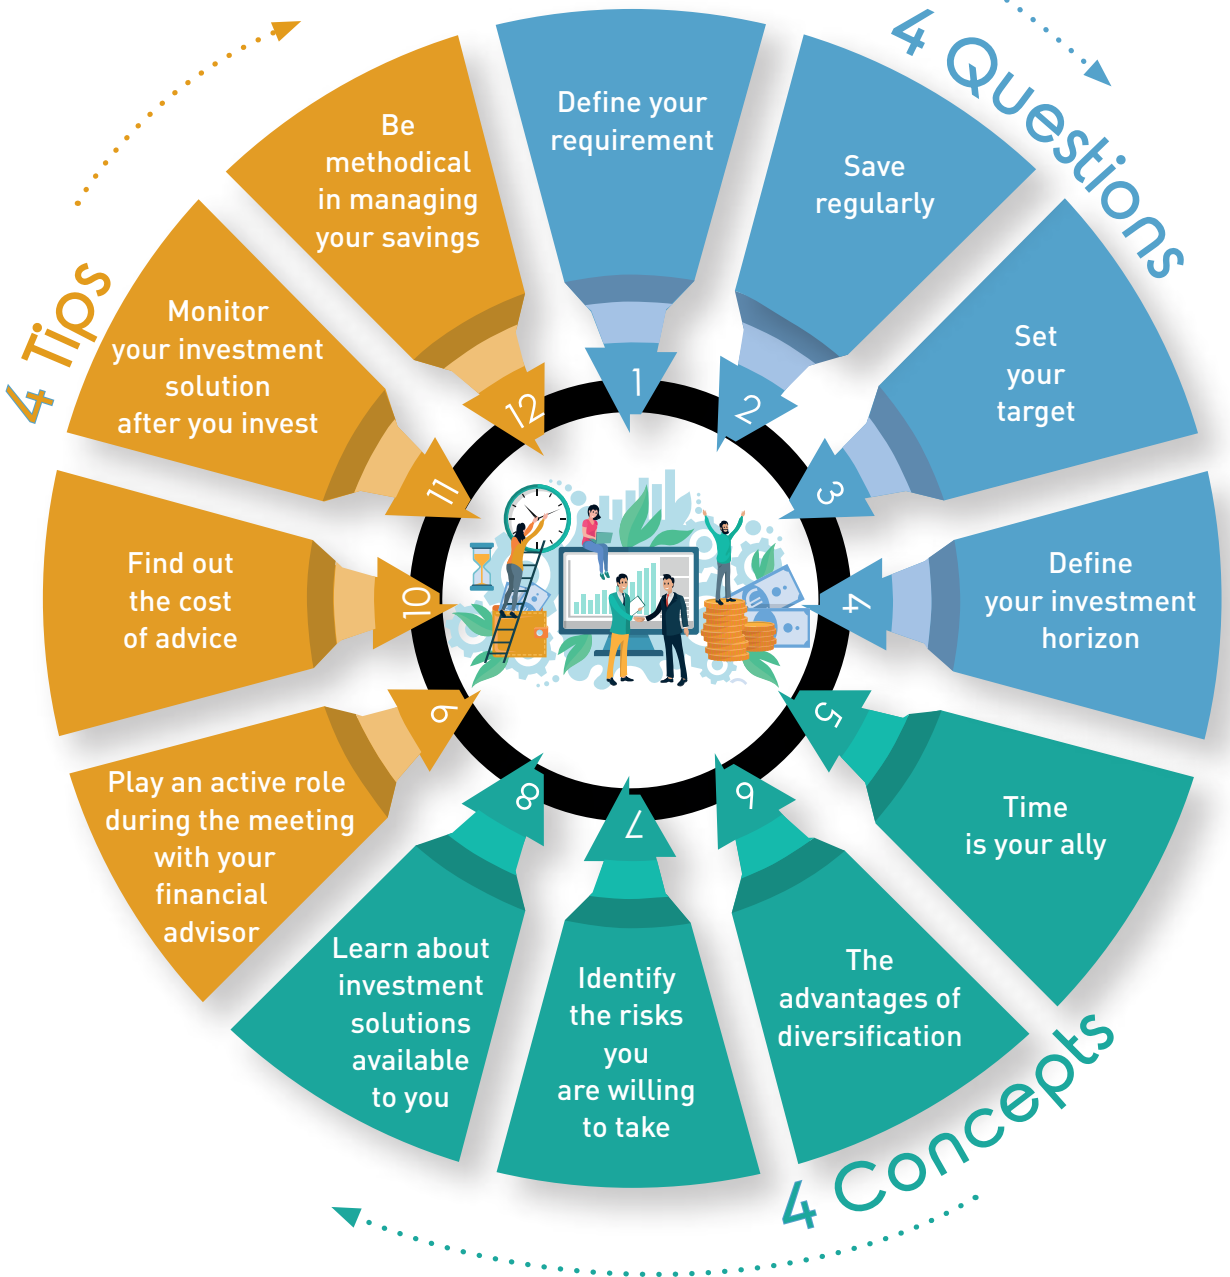 4 Questions
Define your
requirement
1
Save
regularly
2
Set
your
target
3
Define
your investment
horizon
4
4 Concepts
Time
is your ally
5
The
advantages of
diversification
6
Identify
the risks
you
are willing
to take
7
Learn about
investment
solutions
available
to you
8
4 Tips
Play an active role
during the meeting
with your
financial
advisor
9
Find out
the cost
of advice
10
Monitor
your investment
solution
after you invest
11
Be
methodical
in managing
your savings
12